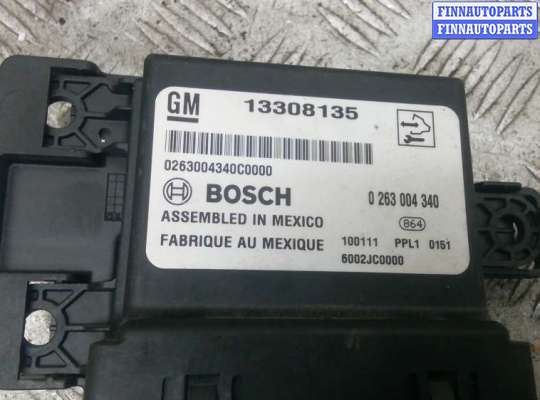 FINNAUTOPARTS
FINNAUTOPARTS
GM 13308135
0263004340C0000
BOSCH 0 263 004 340
ASSEMBLED IN MEXICO 864
FABRIQUE AU MEXIQUE 100111 PPL1 0151
6002JC0000